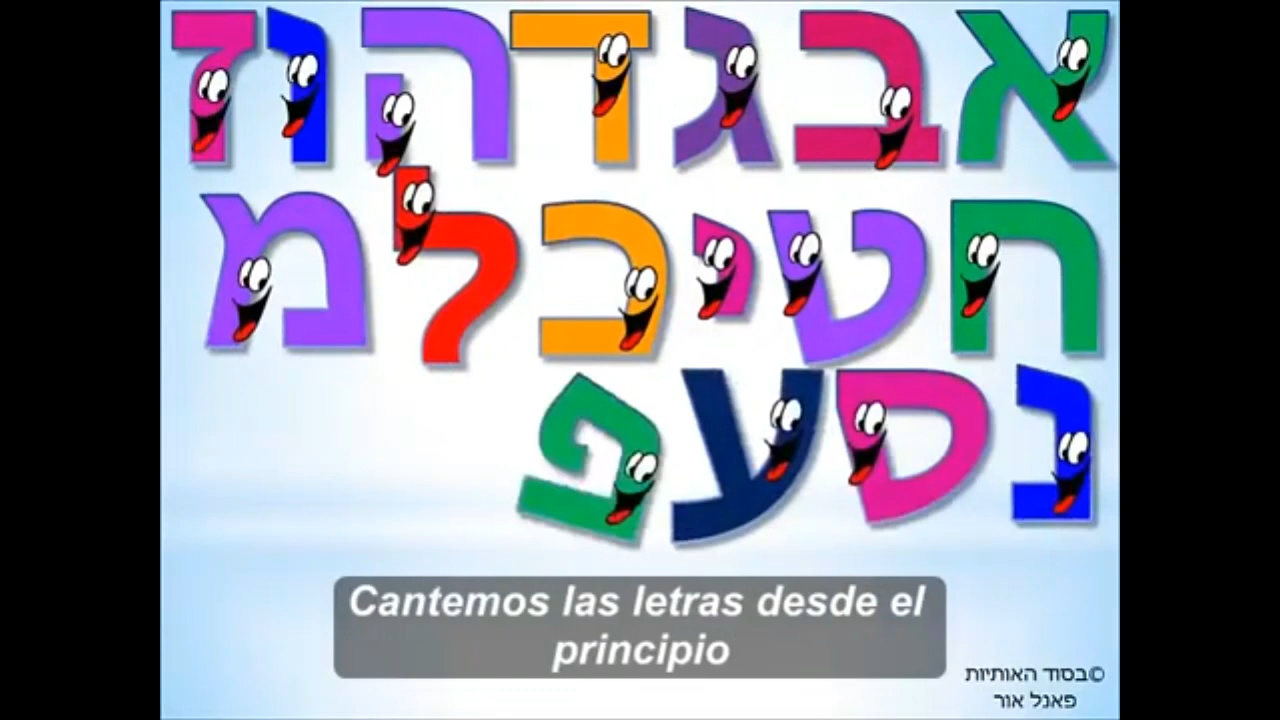 אבגדהוז
חטיכלמ
נסעפ
Cantemos las letras desde el
principio
©בסוד האותיות
פאנל אור